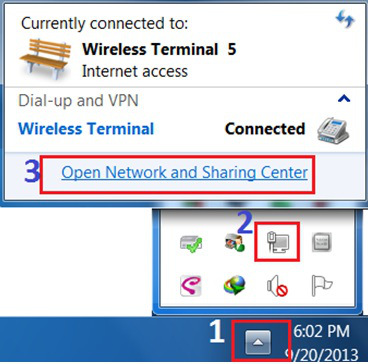 Currently connected to:
Wireless Terminal 5
Internet access
Dial-up and VPN
Wireless Terminal Connected
3 Open Network and Sharing Center
2
1 6:02 PM
9/20/2013